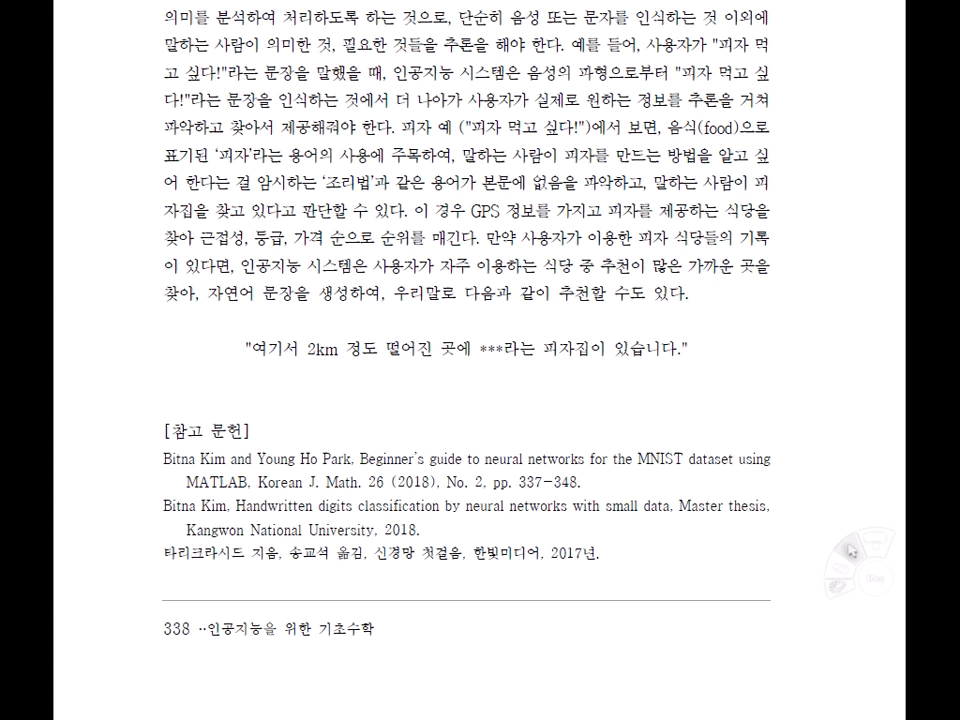 의미를 분석하여 처리하도록 하는 것으로, 단순히 음성 또는 문자를 인식하는 것 이외에
말하는 사람이 의미한 것, 필요한 것들을 추론을 해야 한다. 예를 들어, 사용자가 "피자 먹
고 싶다!"라는 문장을 말했을 때, 인공지능 시스템은 음성의 파형으로부터 "피자 먹고 싶
다!"라는 문장을 인식하는 것에서 더 나아가 사용자가 실제로 원하는 정보를 추론을 거쳐
파악하고 찾아서 제공해줘야 한다. 피자 예 ("피자 먹고 싶다!")에서 보면, 음식(food)으로
표기된 ‘피자’라는 용어의 사용에 주목하여, 말하는 사람이 피자를 만드는 방법을 알고 싶
어 한다는 걸 암시하는 ‘조리법’과 같은 용어가 본문에 없음을 파악하고, 말하는 사람이 피
자집을 찾고 있다고 판단할 수 있다. 이 경우 GPS 정보를 가지고 피자를 제공하는 식당을
찾아 근접성, 등급, 가격 순으로 순위를 매긴다. 만약 사용자가 이용한 피자 식당들의 기록
이 있다면, 인공지능 시스템은 사용자가 자주 이용하는 식당 중 추천이 많은 가까운 곳을
찾아, 자연어 문장을 생성하여, 우리말로 다음과 같이 추천할 수도 있다.
"여기서 2km 정도 떨어진 곳에 ***라는 피자집이 있습니다."
[참고 문헌]
Bitna Kim and Young Ho Park, Beginner’s guide to neural networks for the MNIST dataset using
MATLAB, Korean J. Math. 26 (2018), No. 2, pp. 337-348.
Bitna Kim, Handwritten digits classification by neural networks with small data, Master thesis,
Kangwon National University, 2018.
타리크라시드 지음, 송교석 옮김, 신경망 첫걸음, 한빛미디어, 2017년.
338 ··인공지능을 위한 기초수학